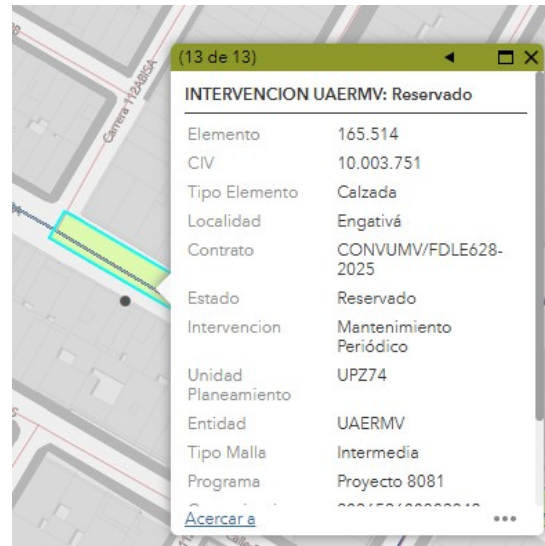 (13 de 13)
INTERVENCION UAERMV: Reservado
Elemento 165.514
CIV 10.003.751
Tipo Elemento Calzada
Localidad Engativá
Contrato CONVUMV/FDLE628-
2025
Estado Reservado
Intervencion Mantenimiento
Periódico
Unidad UPZ74
Planeamiento
Entidad UAERMV
Tipo Malla Intermedia
Programa Proyecto 8081
Acercar a
Carrera 112ABISA